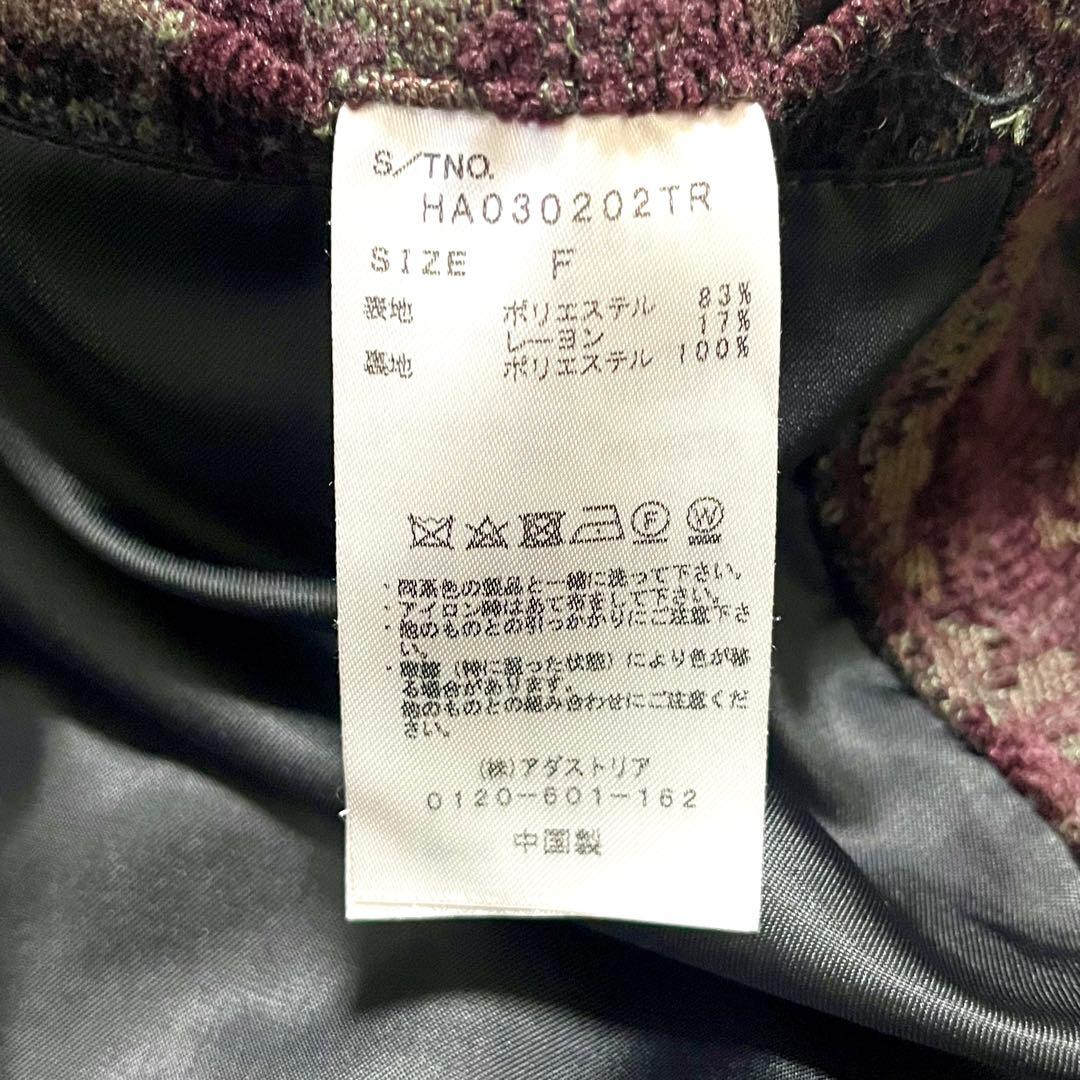 S/TNO.
HA030202TR
SIZE F
表地 ポリエステル 83%
レーヨン 17%
裏地 ポリエステル 100%
F W
・同系色の製品と一緒に洗って下さい。
・アイロン時はあて布をして下さい。
・他のものとの引っかかりにご注意下さ
い。
・摩擦（特に湿った状態）により色が移
る場合があります。
他のものとの組み合わせにご注意くだ
さい。
(株)アダストリア
0120-601-162
中国製